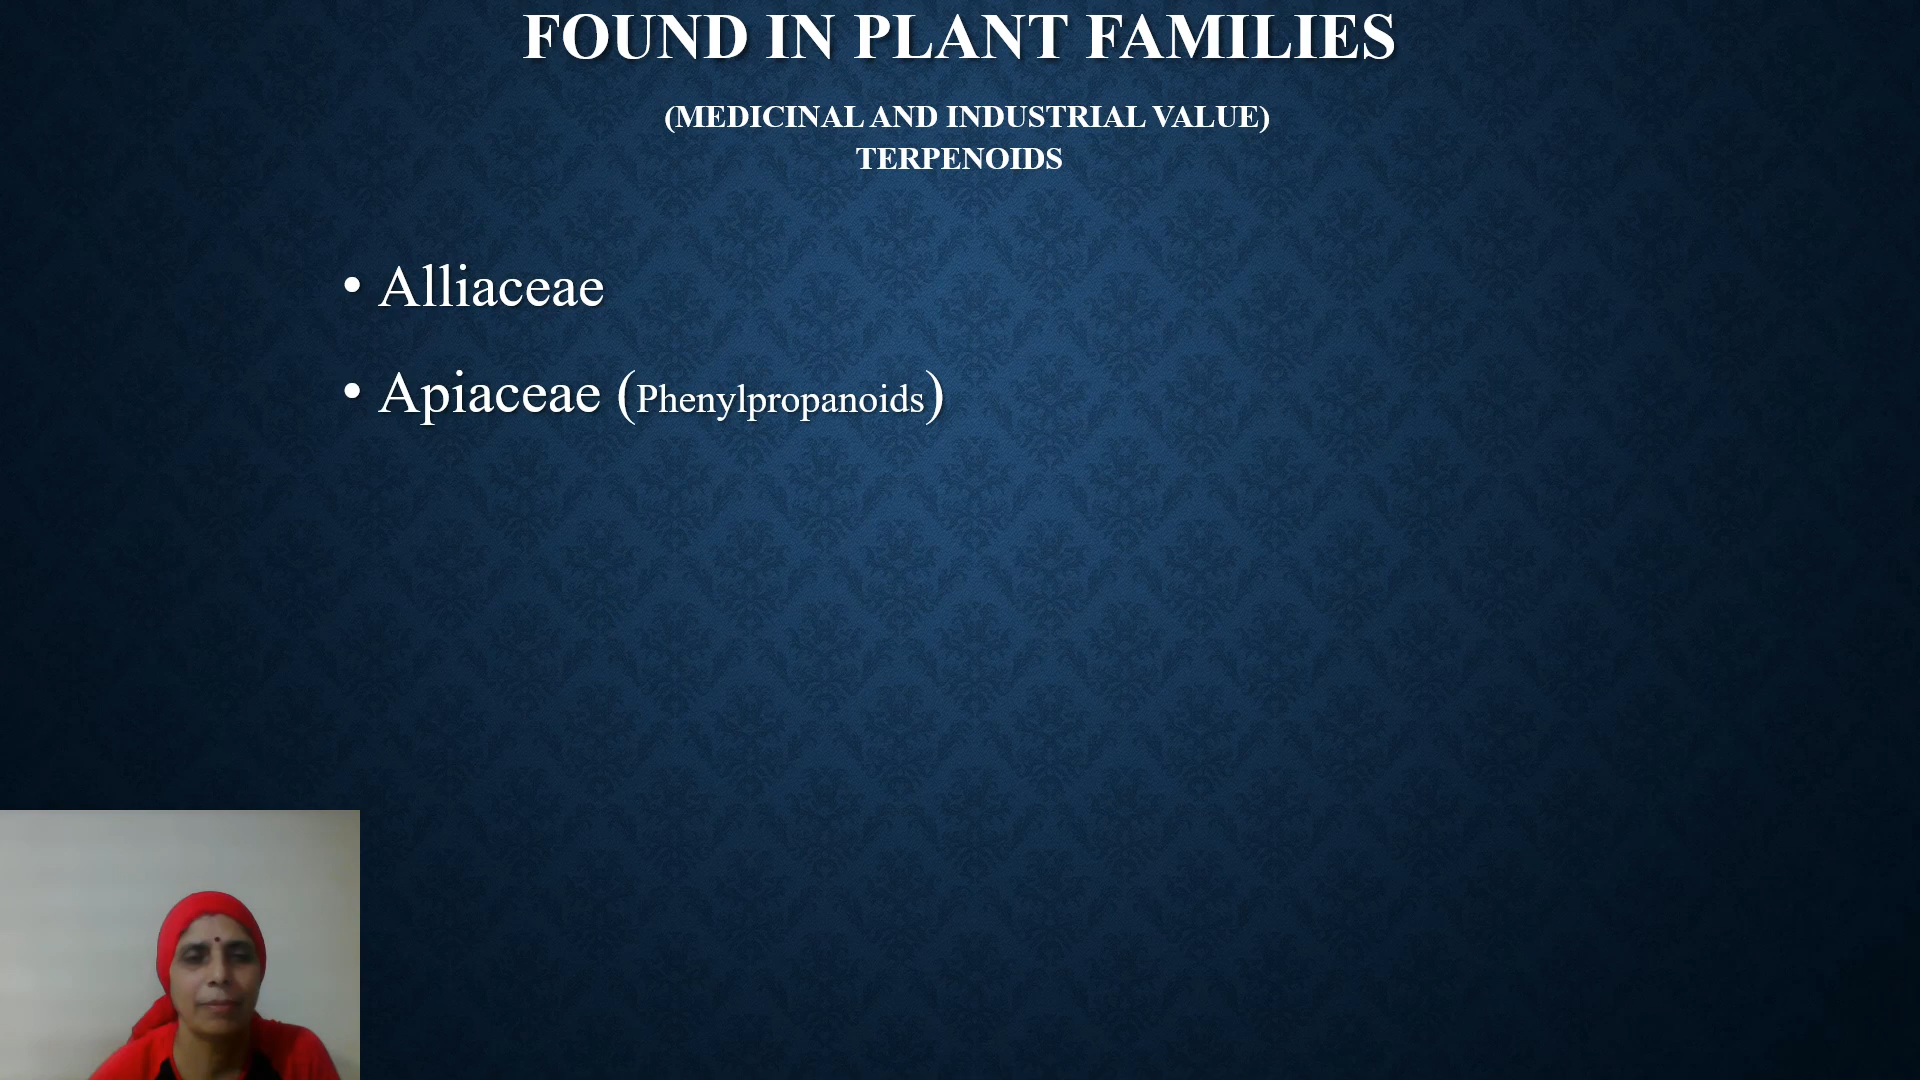 FOUND IN PLANT FAMILIES
(MEDICINAL AND INDUSTRIAL VALUE)
TERPENOIDS
• Alliaceae
• Apiaceae (Phenylpropanoids)